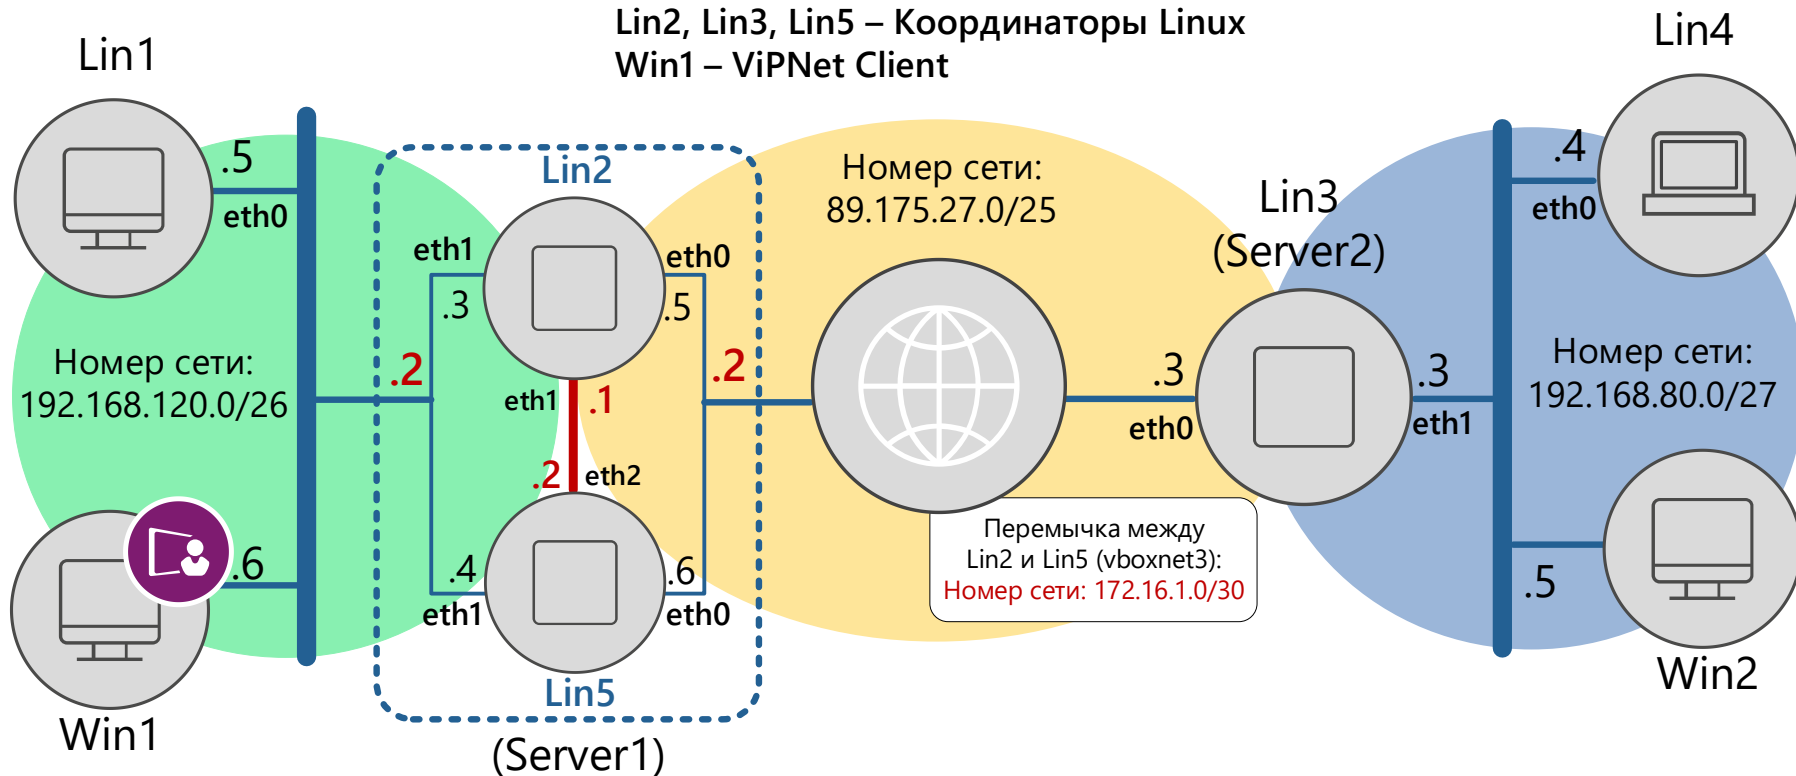 Lin2, Lin3, Lin5 – Координаторы Linux
Win1 – ViPNet Client
Lin1
.5
eth0
Номер сети:
192.168.120.0/26
.6
Win1
Lin2
eth1
.3
eth0
.5
.2
.2
eth1
.1
.2
eth2
.4
eth1
.6
eth0
Lin5
(Server1)
Номер сети:
89.175.27.0/25
Перемычка между
Lin2 и Lin5 (vboxnet3):
Номер сети: 172.16.1.0/30
Lin3
(Server2)
.3
eth0
.3
eth1
Lin4
.4
eth0
Номер сети:
192.168.80.0/27
.5
Win2